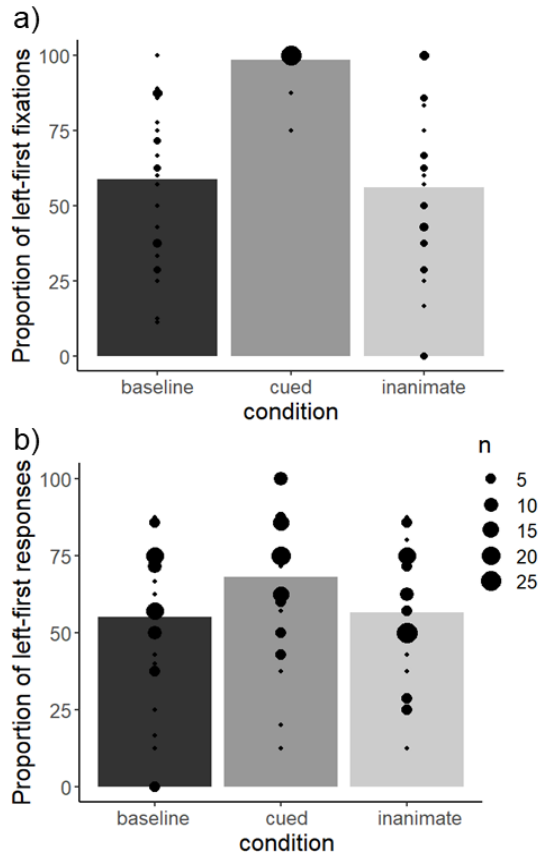 a)
Proportion of left-first fixations
100
75
50
25
0
baseline cued inanimate
condition
b)
Proportion of left-first responses
100
75
50
25
0
baseline cued inanimate
condition
n
5
10
15
20
25